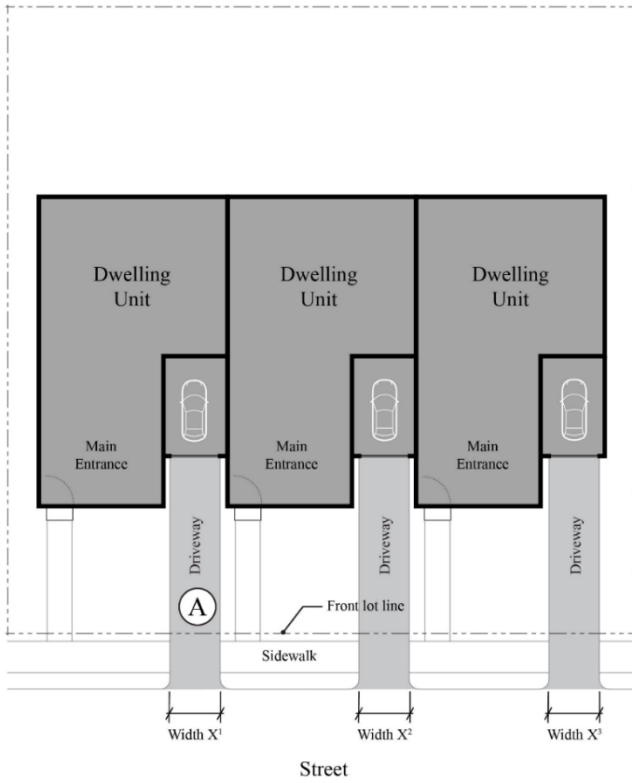 Dwelling
Unit
Dwelling
Unit
Dwelling
Unit
Main
Entrance
Main
Entrance
Main
Entrance
Driveway
Driveway
Driveway
A
Front lot line
Sidewalk
Width X¹
Width X²
Width X³
Street